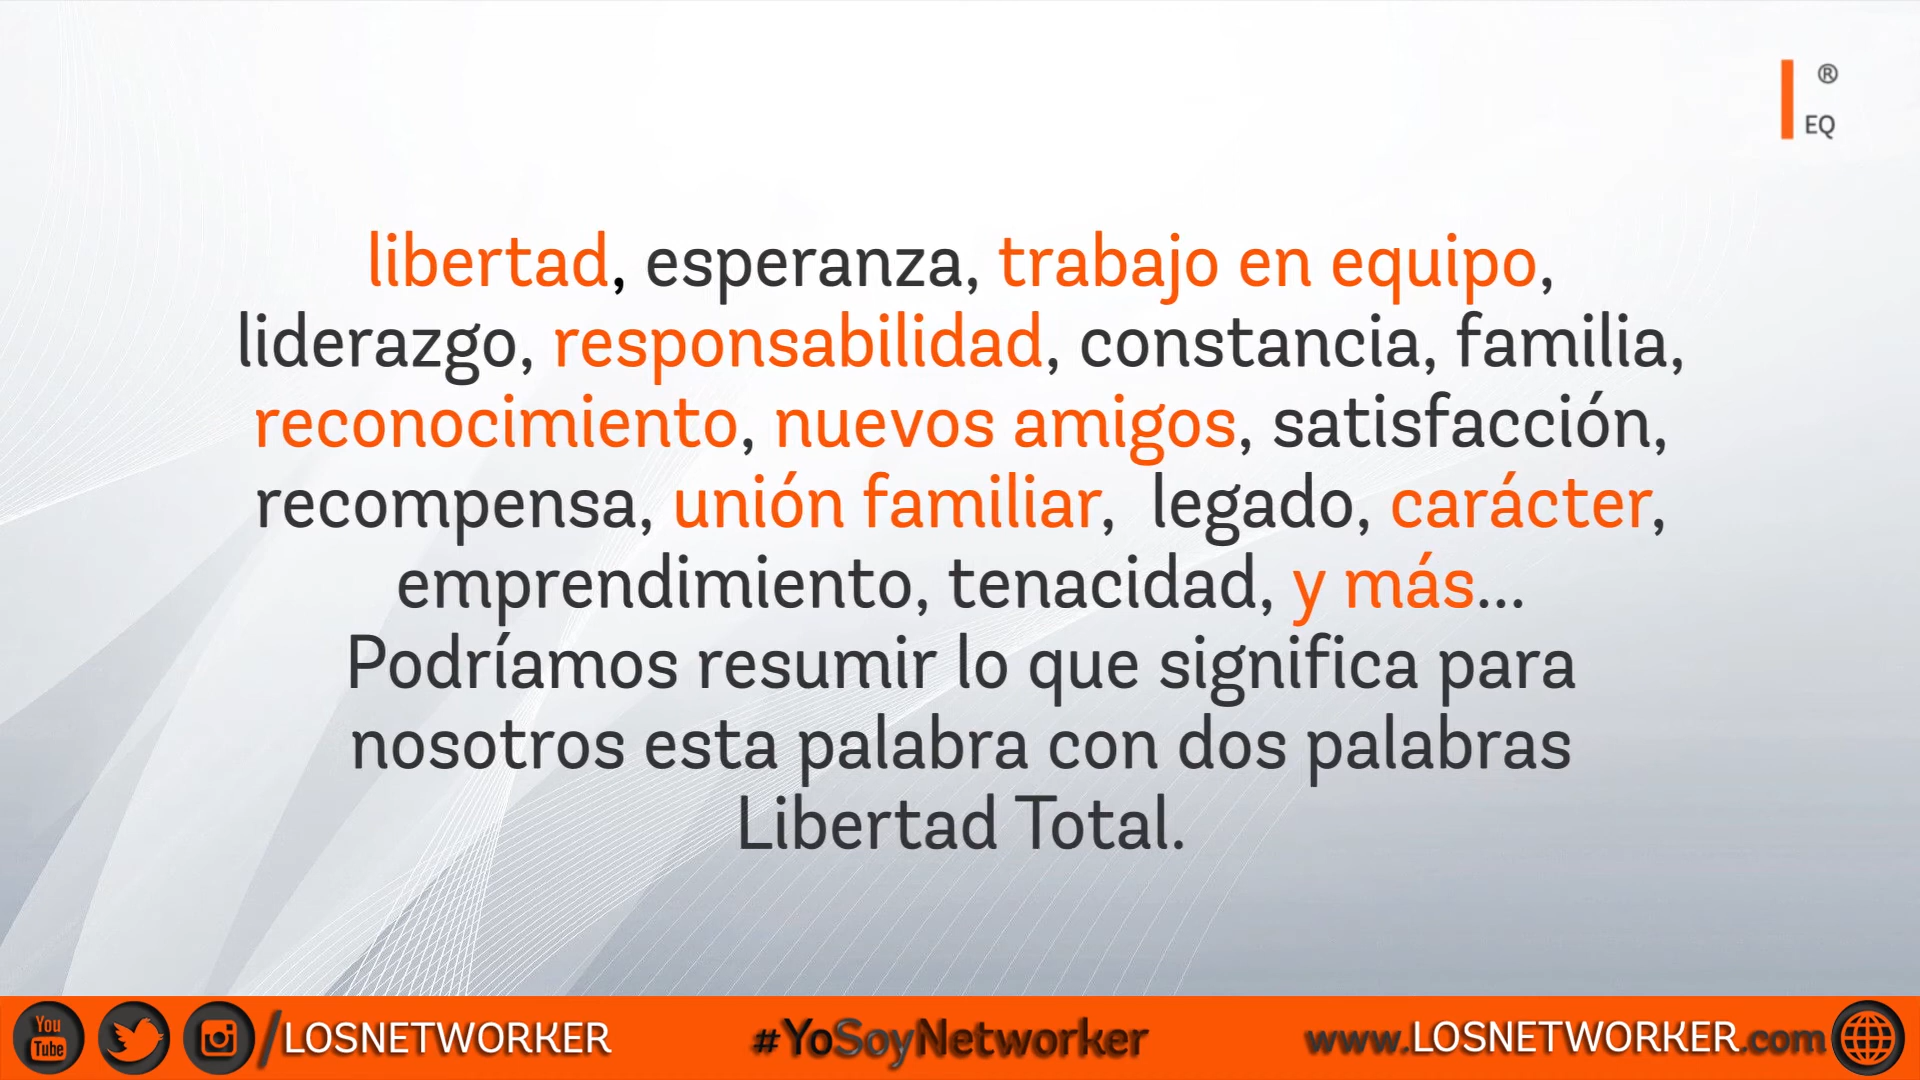 ®
EQ
libertad, esperanza, trabajo en equipo,
liderazgo, responsabilidad, constancia, familia,
reconocimiento, nuevos amigos, satisfacción,
recompensa, unión familiar, legado, carácter,
emprendimiento, tenacidad, y más...
Podríamos resumir lo que significa para
nosotros esta palabra con dos palabras
Libertad Total.
You
Tube
/LOSNETWORKER
#YoSoyNetworker
www.LOSNETWORKER.com